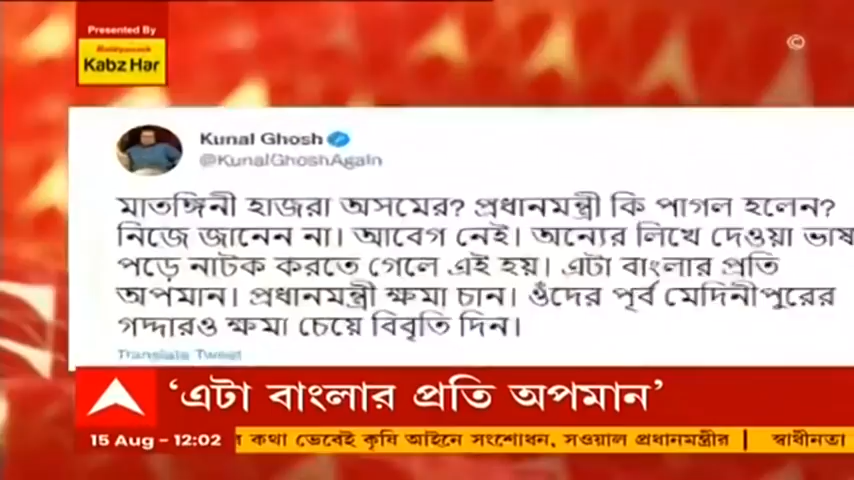 Presented By
KabzHar
©
Kunal Ghosh
@KunalGhoshAgain
মাতঙ্গিনী হাজরা অসমের? প্রধানমন্ত্রী কি পাগল হলেন?
নিজে জানেন না। আবেগ নেই। অন্যের লিখে দেওয়া ভাষ
পড়ে নাটক করতে গেলে এই হয়। এটা বাংলার প্রতি
অপমান। প্রধানমন্ত্রী ক্ষমা চান। ওঁদের পূর্ব মেদিনীপুরের
গদ্দারও ক্ষমা চেয়ে বিবৃতি দিন।
Translate Tweet
‘এটা বাংলার প্রতি অপমান’
15 Aug - 12:02
কথা ভেবেই কৃষি আইনে সংশোধন, সওয়াল প্রধানমন্ত্রীর | স্বাধীনতা